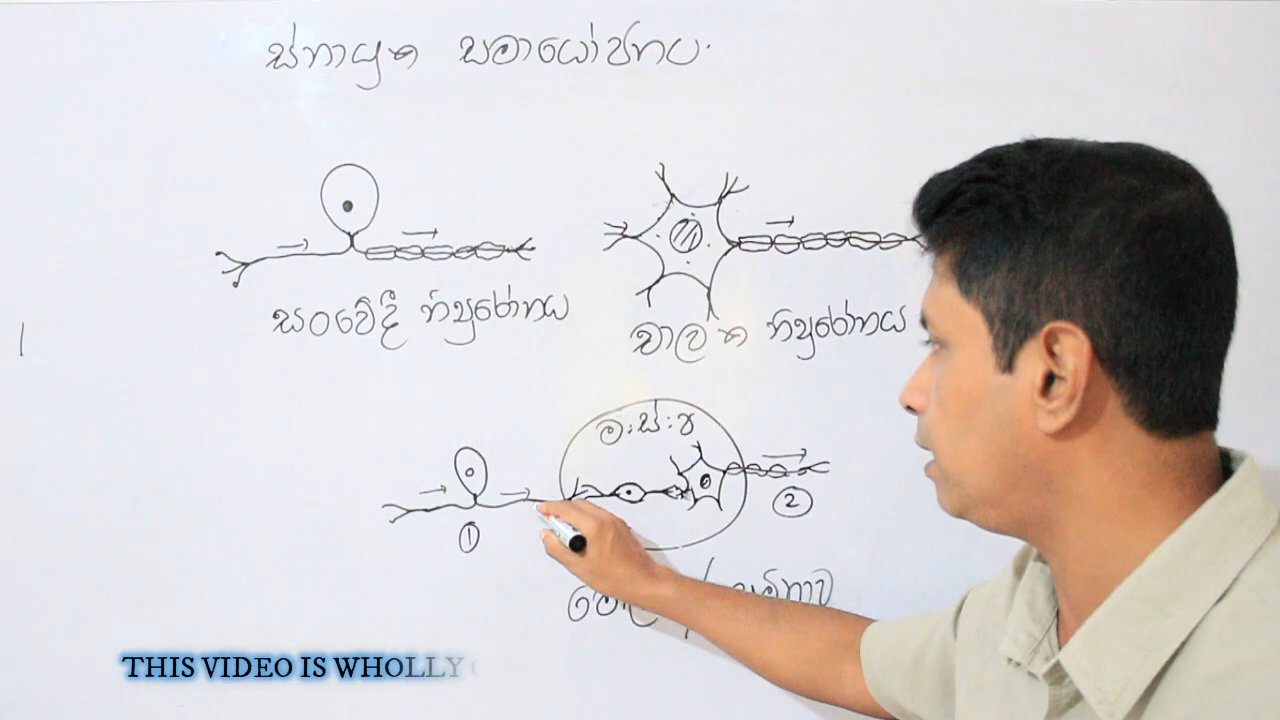 ස්නායුක සමායෝජනය.
සංවේදී නියුරෝනය
චාලක නියුරෝනය
ම:ස්:ප
①
②
THIS VIDEO IS WHOLLY